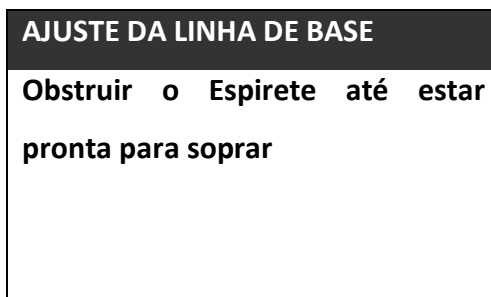 AJUSTE DA LINHA DE BASE
Obstruir o Espirete até estar
pronta para soprar